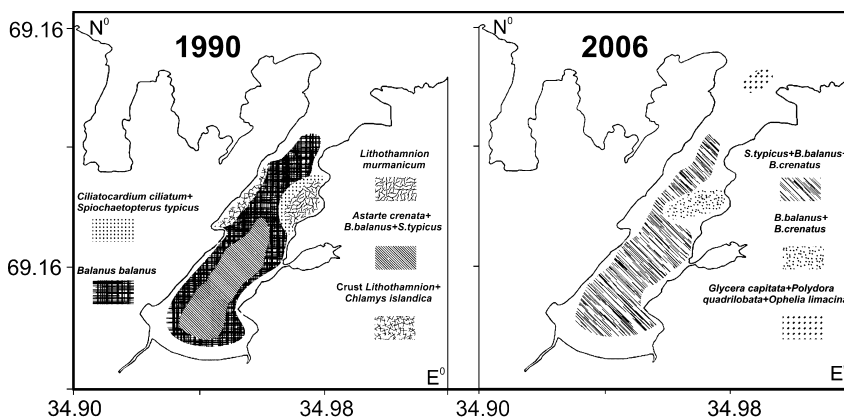 69.16
N⁰
1990
Lithothamnion
murmanicum
Ciliatocardium ciliatum+
Spiochaetopterus typicus
Astarte crenata+
B.balanus+S.typicus
69.16
Balanus balanus
Crust Lithothamnion+
Chlamys islandica
E⁰
34.90
34.98
N⁰
2006
S.typicus+B.balanus+
B.crenatus
B.balanus+
B.crenatus
Glycera capitata+Polydora
quadrilobata+Ophelia limacina
E⁰
34.90
34.98